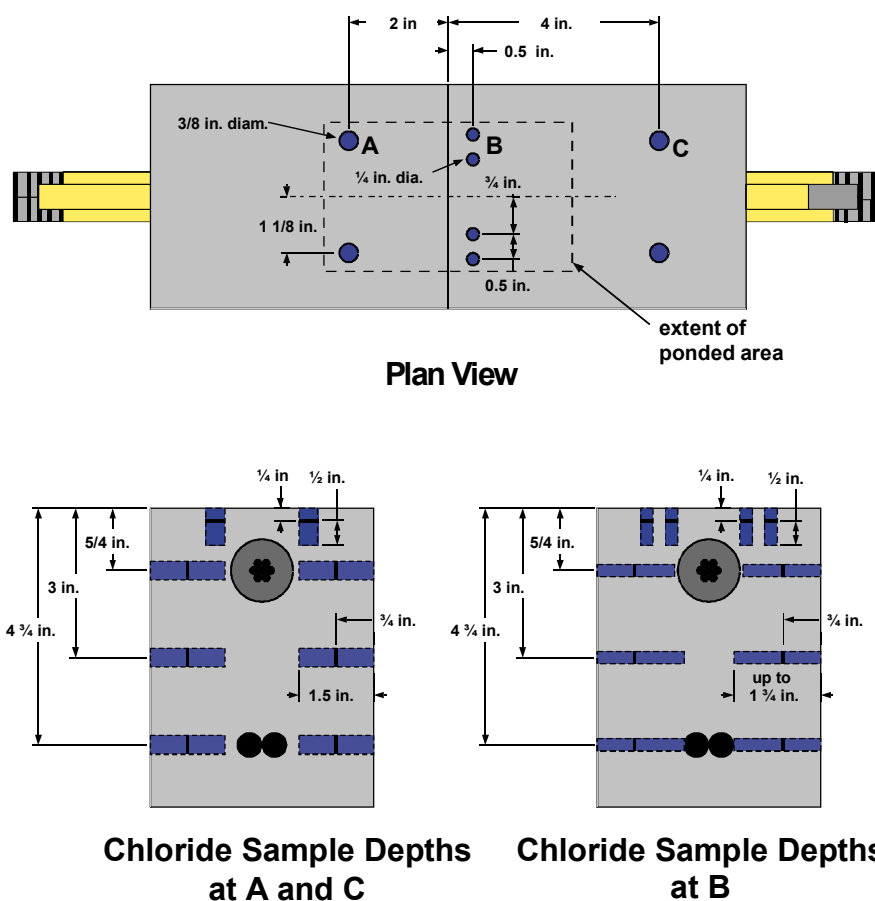 2 in
4 in.
0.5 in.
3/8 in. diam.
A
B
C
¼ in. dia.
¾ in.
1 1/8 in.
0.5 in.
extent of
ponded area
Plan View
¼ in
½ in.
5/4 in.
3 in.
4 ¾ in.
¾ in.
1.5 in.
Chloride Sample Depths
at A and C
¼ in.
½ in.
5/4 in.
3 in.
4 ¾ in.
¾ in.
up to
1 ¾ in.
Chloride Sample Depths
at B